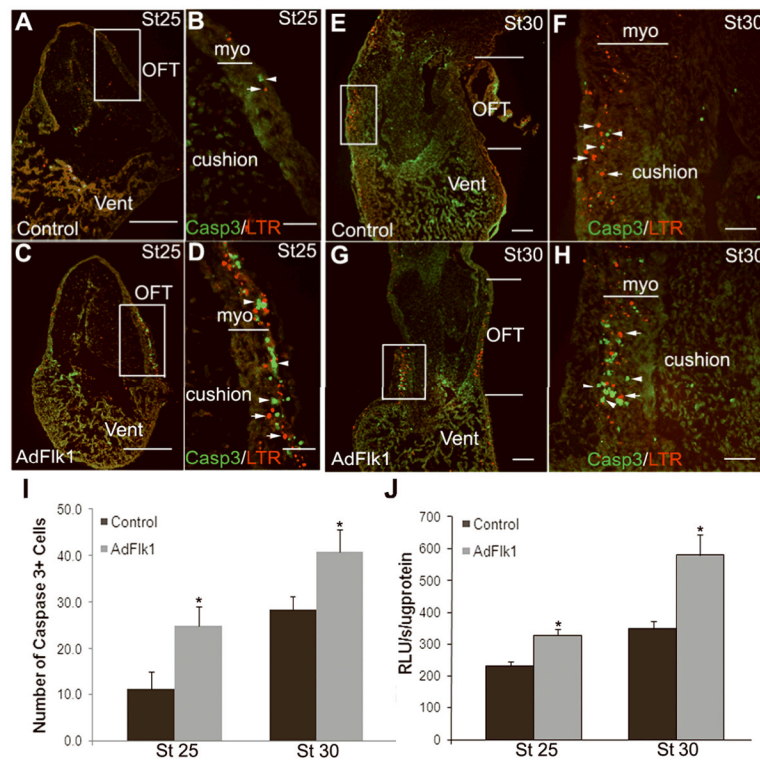 A St25
OFT
Vent
Control
B St25
myo
cushion
Casp3/LTR
E St30
OFT
Vent
Control
F St30
myo
cushion
Casp3/LTR
C St25
OFT
Vent
AdFlk1
D St25
myo
cushion
Casp3/LTR
G St30
OFT
Vent
AdFlk1
H St30
myo
cushion
Casp3/LTR
I
Number of Caspase 3+ Cells
50.0
40.0
30.0
20.0
10.0
0.0
Control
AdFlk1
*
*
St 25 St 30
J
RLU/s/ugprotein
700
600
500
400
300
200
100
0
Control
AdFlk1
*
*
St 25 St 30